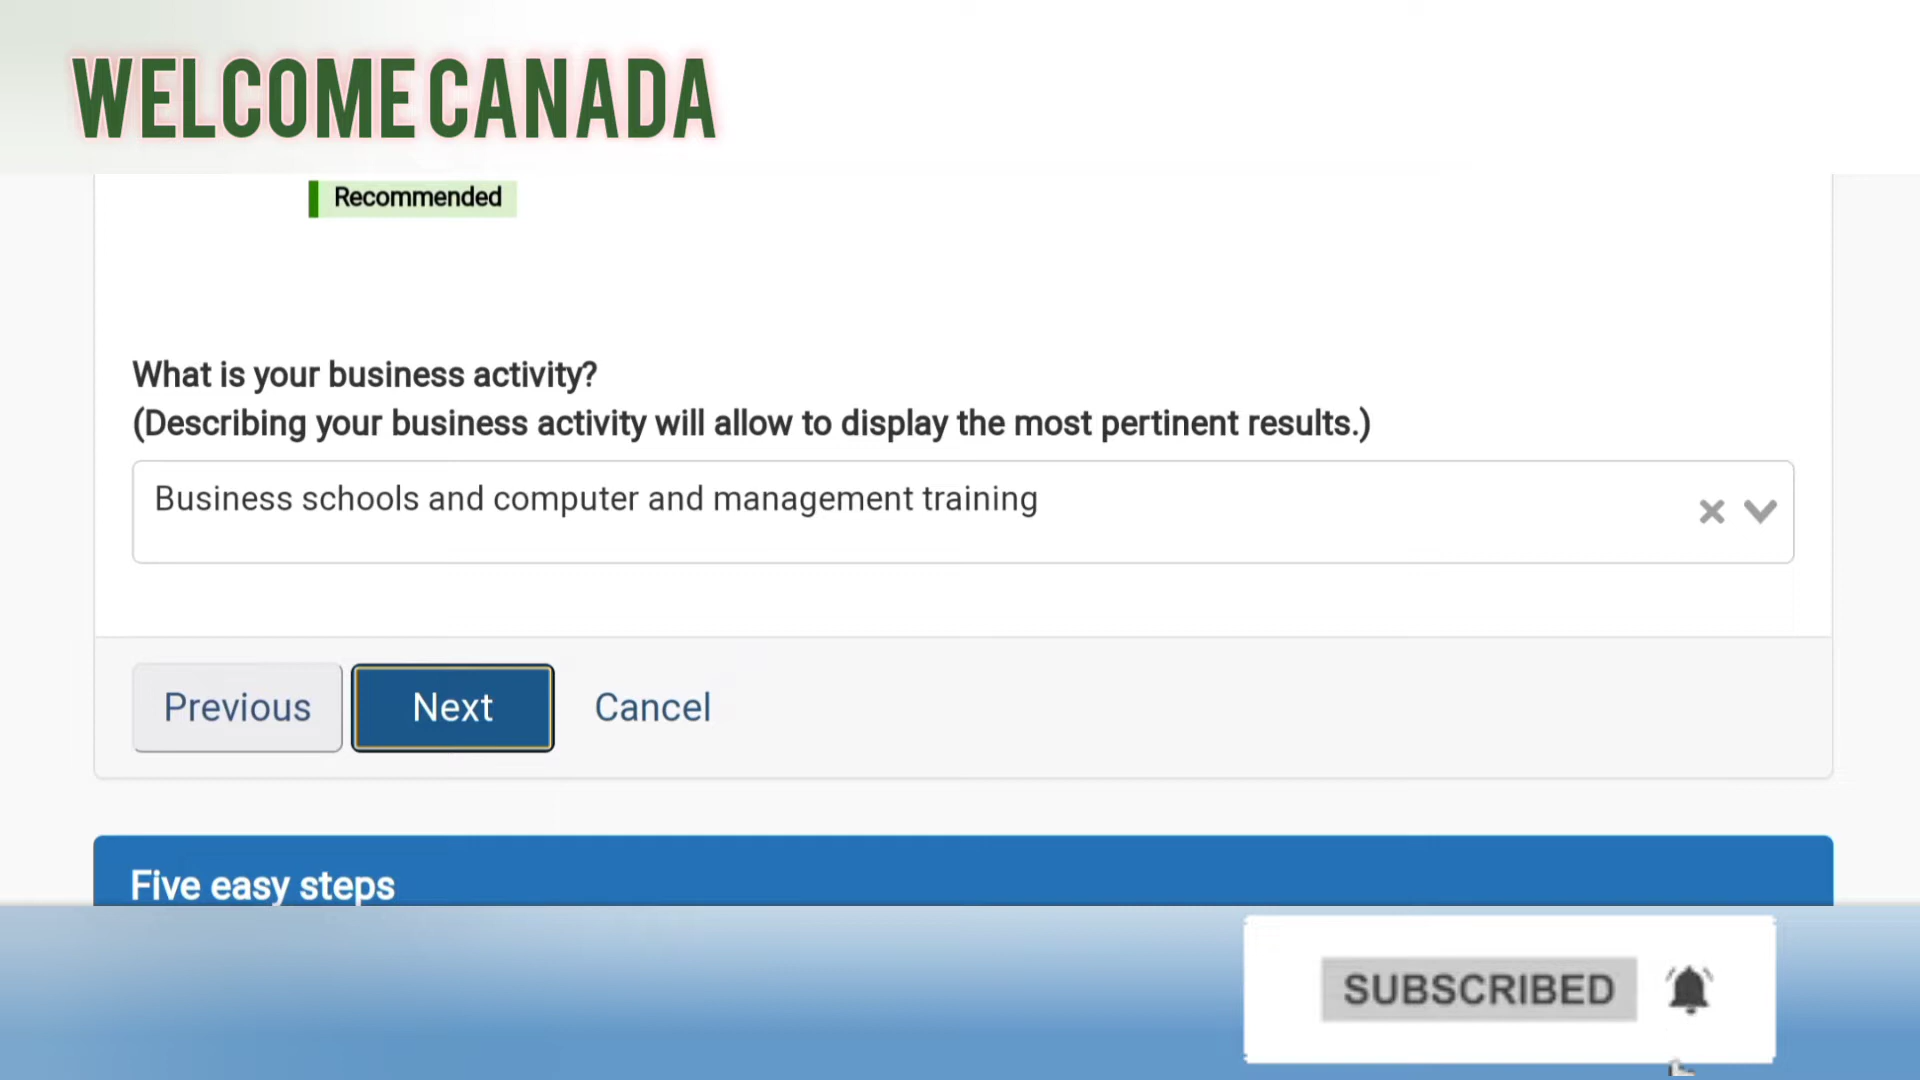 WELCOME CANADA
Recommended
What is your business activity?
(Describing your business activity will allow to display the most pertinent results.)
Business schools and computer and management training
Previous Next Cancel
Five easy steps
SUBSCRIBED